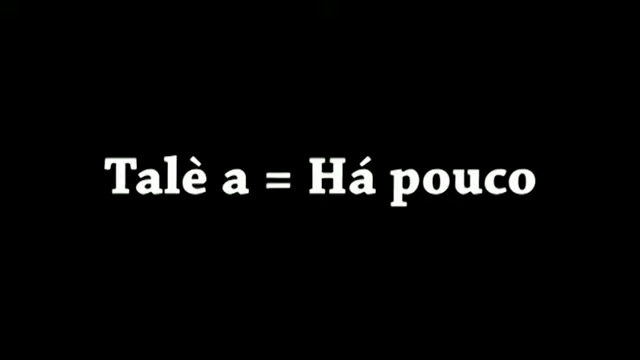 Talè a = Há pouco